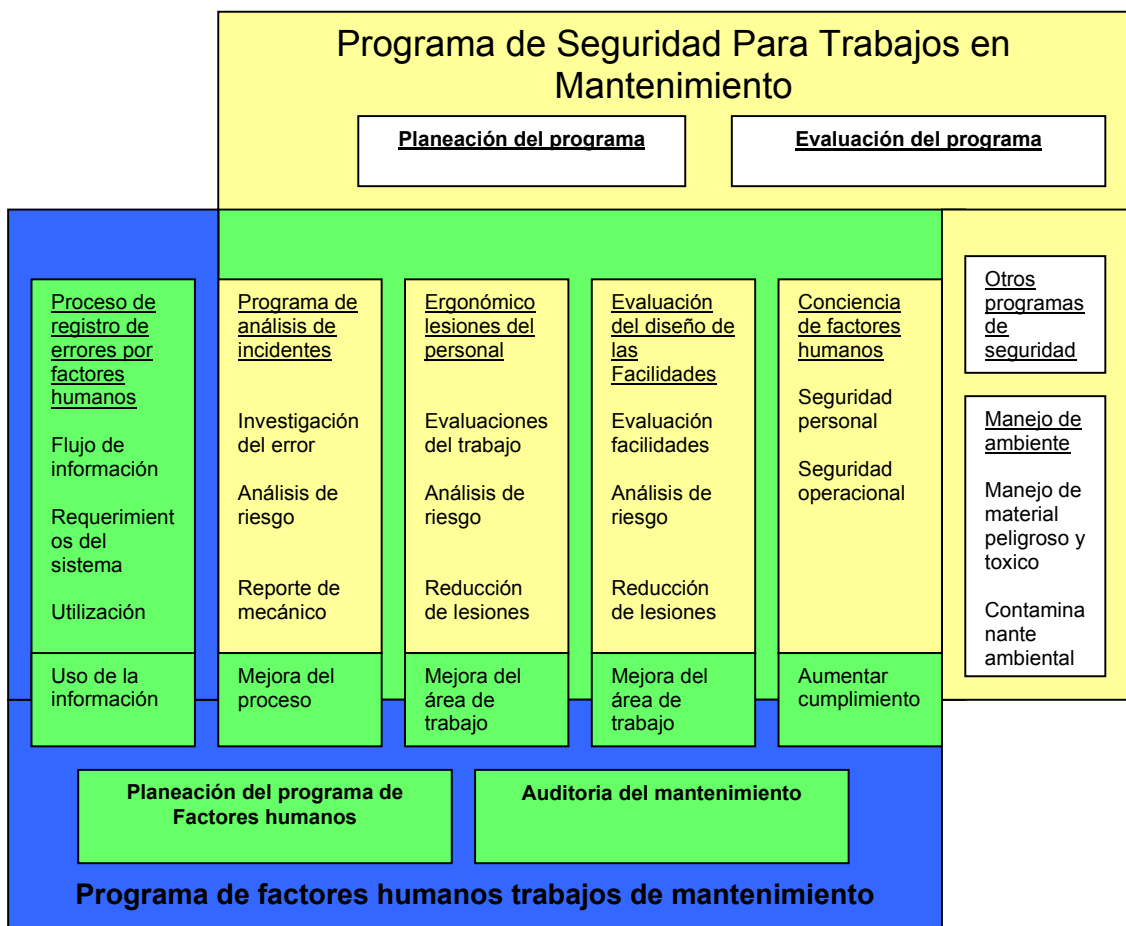 Programa de Seguridad Para Trabajos en
Mantenimiento
Planeación del programa
Evaluación del programa
Proceso de
registro de
errores por
factores
humanos
Flujo de
información
Requerimient
os del
sistema
Utilización
Uso de la
información
Programa de
análisis de
incidentes
Investigación
del error
Análisis de
riesgo
Reporte de
mecánico
Mejora del
proceso
Ergonómico
lesiones del
personal
Evaluaciones
del trabajo
Análisis de
riesgo
Reducción
de lesiones
Mejora del
área de
trabajo
Evaluación
del diseño de
las
Facilidades
Evaluación
facilidades
Análisis de
riesgo
Reducción
de lesiones
Mejora del
área de
trabajo
Conciencia
de factores
humanos
Seguridad
personal
Seguridad
operacional
Aumentar
cumplimiento
Otros
programas
de
seguridad
Manejo de
ambiente
Manejo de
material
peligroso y
toxico
Contamina
nante
ambiental
Planeación del programa de
Factores humanos
Auditoria del mantenimiento
Programa de factores humanos trabajos de mantenimiento